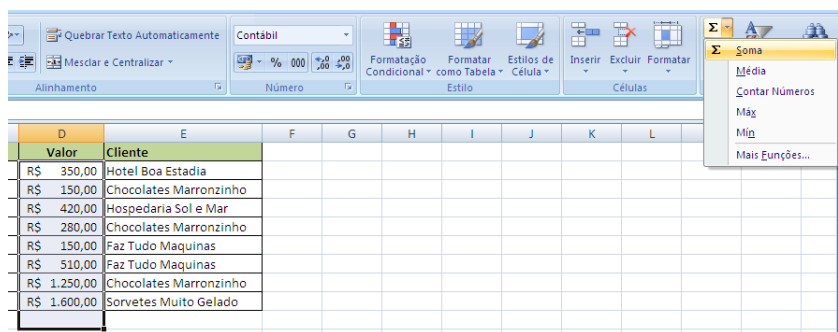 Quebrar Texto Automaticamente
Contábil
Σ
Σ Soma
Mesclar e Centralizar
% 000
,00 ,00
Formatação Condicional
Formatar como Tabela
Estilos de Célula
Inserir Excluir Formatar
Média
Contar Números
Máx
Mín
Mais Funções...
Alinhamento Número Estilo Células
D E F G H I J K L
Valor Cliente
R$ 350,00 Hotel Boa Estadia
R$ 150,00 Chocolates Marronzinho
R$ 420,00 Hospedaria Sol e Mar
R$ 280,00 Chocolates Marronzinho
R$ 150,00 Faz Tudo Maquinas
R$ 510,00 Faz Tudo Maquinas
R$ 1.250,00 Chocolates Marronzinho
R$ 1.600,00 Sorvetes Muito Gelado